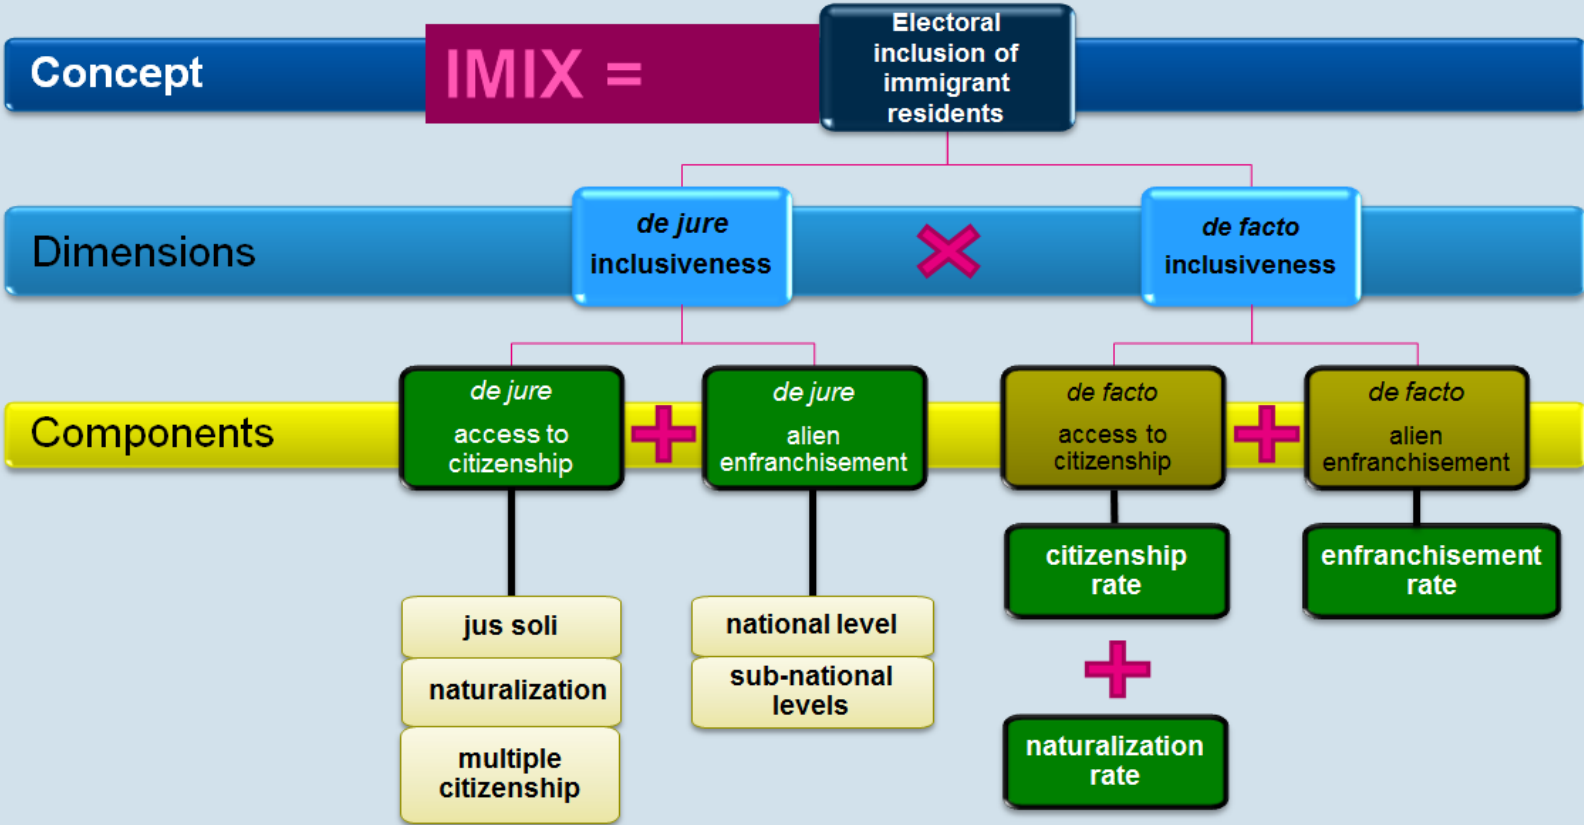 Concept
IMIX =
Electoral
inclusion of
immigrant
residents
Dimensions
de jure
inclusiveness
de facto
inclusiveness
Components
de jure
access to
citizenship
de jure
alien
enfranchisement
de facto
access to
citizenship
de facto
alien
enfranchisement
jus soli
naturalization
multiple
citizenship
national level
sub-national
levels
citizenship
rate
naturalization
rate
enfranchisement
rate